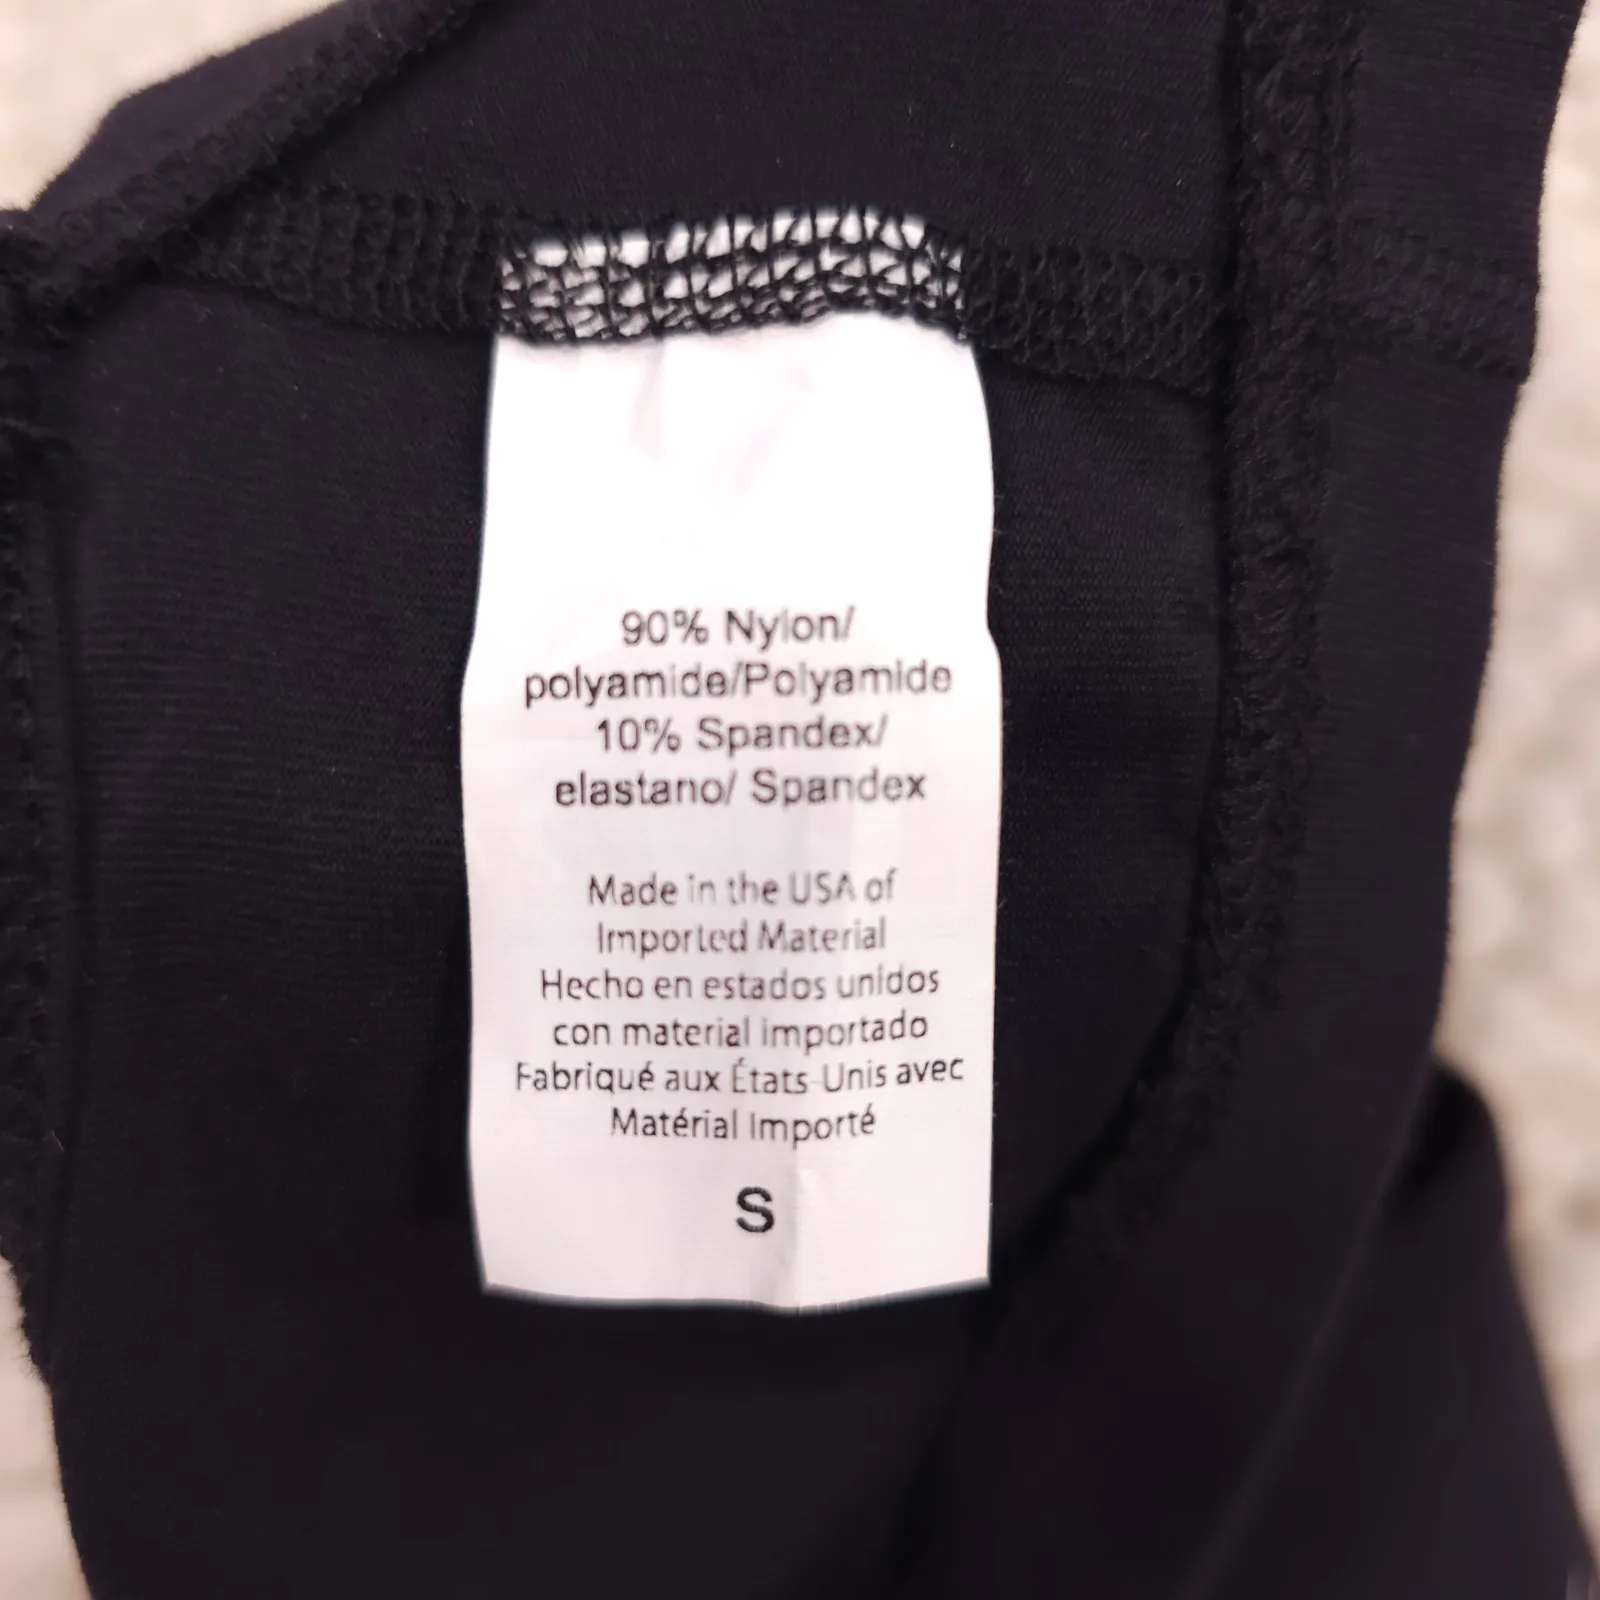 90% Nylon/
polyamide/Polyamide
10% Spandex/
elastano/ Spandex
Made in the USA of
Imported Material
Hecho en estados unidos
con material importado
Fabriqué aux États-Unis avec
Matérial Importé
S